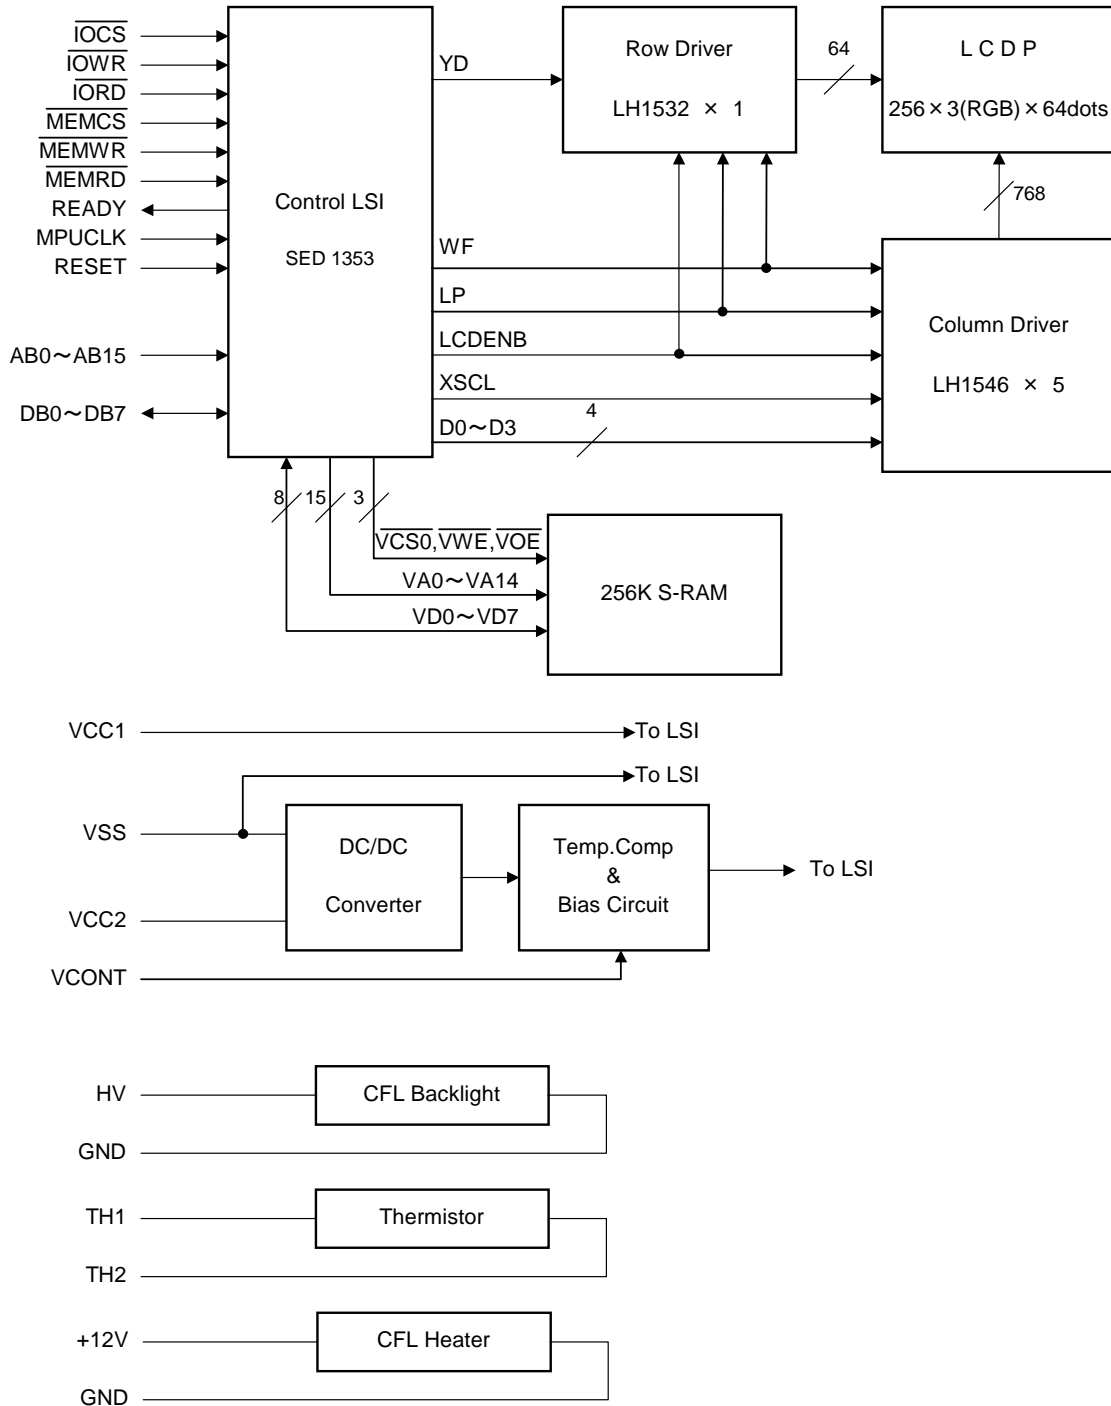 IOCS
IOWR
IORD
MEMCS
MEMWR
MEMRD
READY
MPUCLK
RESET
AB0～AB15
DB0～DB7
Control LSI
SED 1353
YD
WF
LP
LCDENB
XSCL
D0～D3
4
Row Driver
LH1532 × 1
64
L C D P
256×3(RGB)×64dots
768
Column Driver
LH1546 × 5
8
15
3
VCS0,VWE,VOE
VA0～VA14
VD0～VD7
256K S-RAM
VCC1
To LSI
To LSI
VSS
DC/DC
Converter
Temp.Comp
&
Bias Circuit
To LSI
VCC2
VCONT
HV
CFL Backlight
GND
TH1
Thermistor
TH2
+12V
CFL Heater
GND